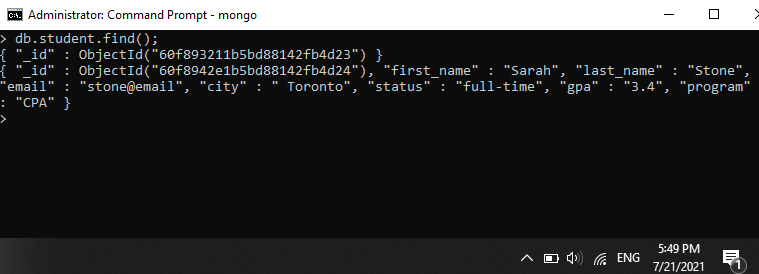 Administrator: Command Prompt - mongo
> db.student.find();
{ "_id" : ObjectId("60f893211b5bd88142fb4d23") }
{ "_id" : ObjectId("60f8942e1b5bd88142fb4d24"), "first_name" : "Sarah", "last_name" : "Stone",
"email" : "stone@email", "city" : " Toronto", "status" : "full-time", "gpa" : "3.4", "program"
: "CPA" }
>
ENG
5:49 PM
7/21/2021
1